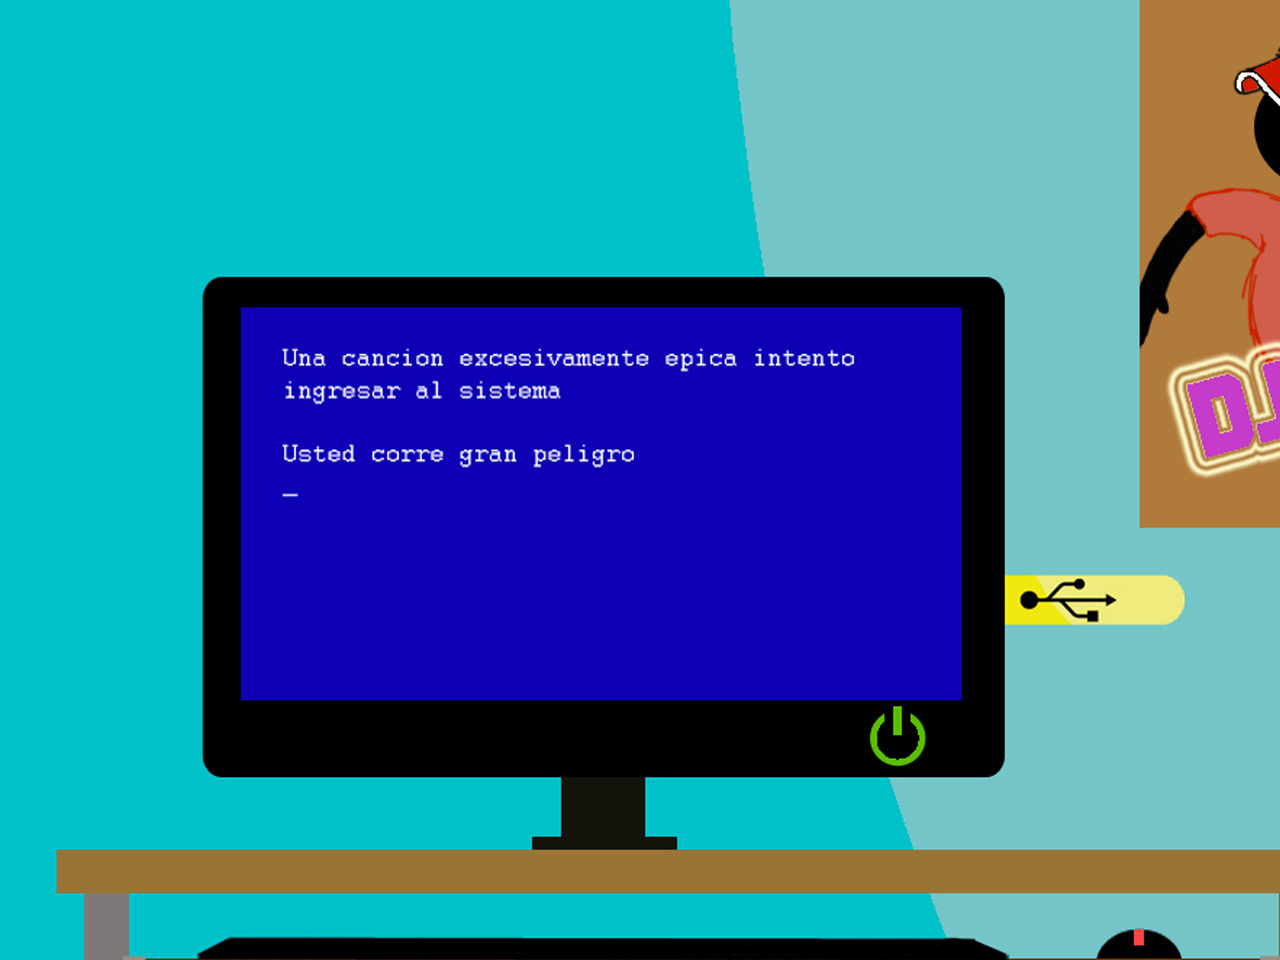 Una cancion excesivamente epica intento
ingresar al sistema
Usted corre gran peligro
_
DJ